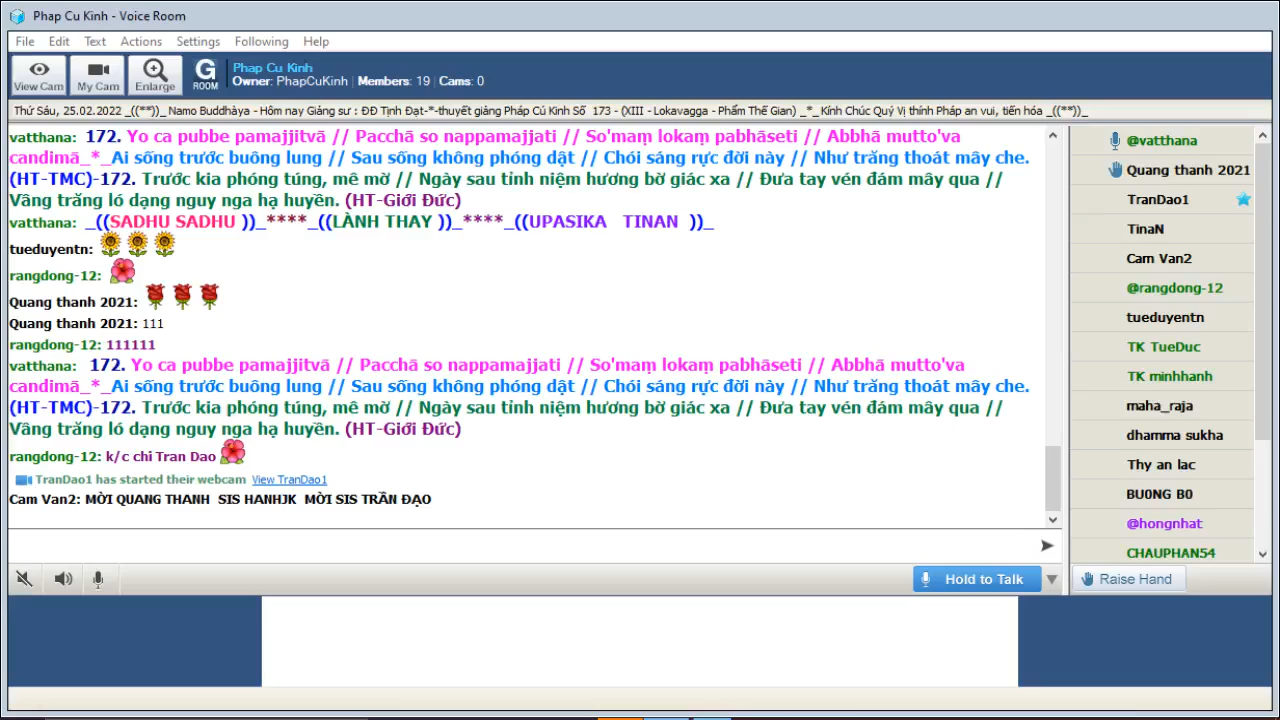 Phap Cu Kinh - Voice Room
File Edit Text Actions Settings Following Help
View Cam My Cam Enlarge G ROOM
Phap Cu Kinh
Owner: PhapCuKinh | Members: 19 | Cams: 0
Thứ Sáu, 25.02.2022 _((**))_ Namo Buddhàya - Hôm nay Giảng sư : ĐĐ Tịnh Đạt-*-thuyết giảng Pháp Cú Kinh Số 173 - (XIII - Lokavagga - Phẩm Thế Gian) _*_ Kính Chúc Quý Vị thính Pháp an vui, tiến hóa _((**))_
vatthana: 172. Yo ca pubbe pamajjitvā // Pacchā so nappamajjati // So'maṃ lokaṃ pabhāseti // Abbhā mutto'va
candimā_*_Ai sống trước buông lung // Sau sống không phóng dật // Chói sáng rực đời này // Như trăng thoát mây che.
(HT-TMC)-172. Trước kia phóng túng, mê mờ // Ngày sau tỉnh niệm hương bờ giác xa // Đưa tay vén đám mây qua //
Vầng trăng ló dạng nguy nga hạ huyền. (HT-Giới Đức)
vatthana: _((SADHU SADHU ))_****_((LÀNH THAY ))_****_((UPASIKA TINAN ))_
tueduyentn:
rangdong-12:
Quang thanh 2021:
Quang thanh 2021: 111
rangdong-12: 111111
vatthana: 172. Yo ca pubbe pamajjitvā // Pacchā so nappamajjati // So'maṃ lokaṃ pabhāseti // Abbhā mutto'va
candimā_*_Ai sống trước buông lung // Sau sống không phóng dật // Chói sáng rực đời này // Như trăng thoát mây che.
(HT-TMC)-172. Trước kia phóng túng, mê mờ // Ngày sau tỉnh niệm hương bờ giác xa // Đưa tay vén đám mây qua //
Vầng trăng ló dạng nguy nga hạ huyền. (HT-Giới Đức)
rangdong-12: k/c chi Tran Dao
TranDao1 has started their webcam View TranDao1
Cam Van2: MỜI QUANG THANH SIS HANHJK MỜI SIS TRẦN ĐẠO
@vatthana
Quang thanh 2021
TranDao1
TinaN
Cam Van2
@rangdong-12
tueduyentn
TK TueDuc
TK minhhanh
maha_raja
dhamma sukha
Thy an lac
BU0NG B0
@hongnhat
CHAUPHAN54
Hold to Talk
Raise Hand